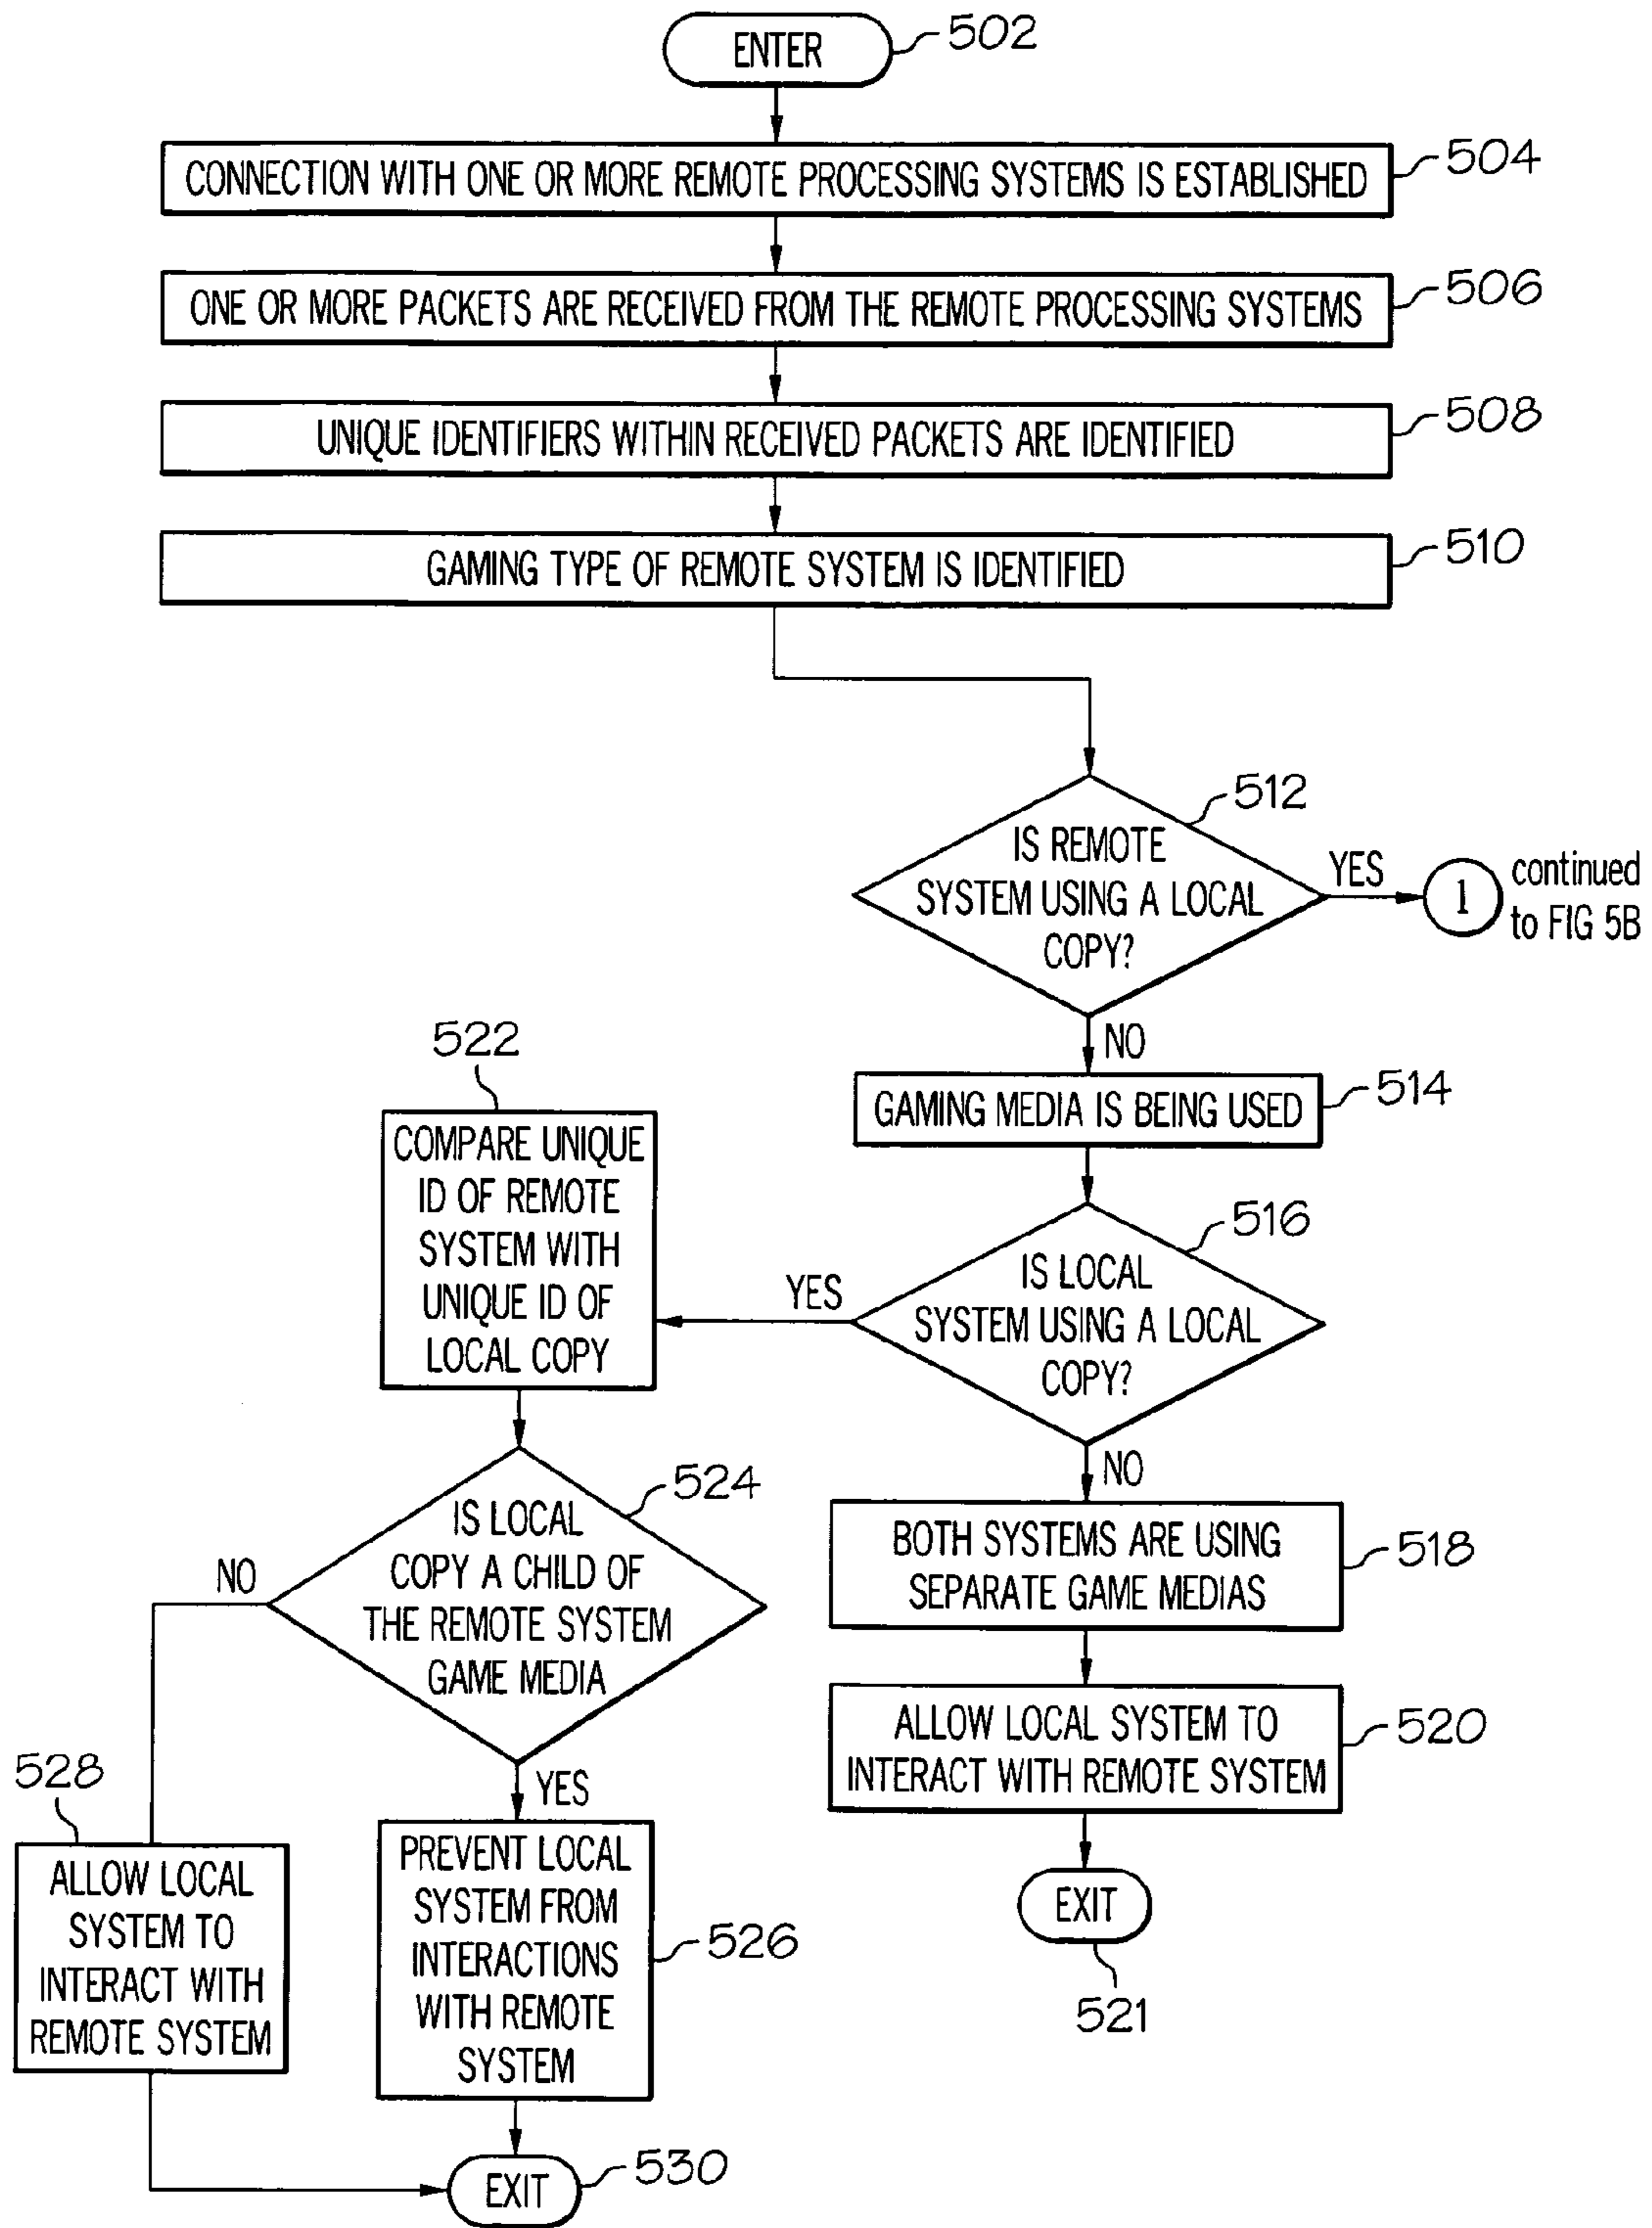 ENTER
502
CONNECTION WITH ONE OR MORE REMOTE PROCESSING SYSTEMS IS ESTABLISHED
504
ONE OR MORE PACKETS ARE RECEIVED FROM THE REMOTE PROCESSING SYSTEMS
506
UNIQUE IDENTIFIERS WITHIN RECEIVED PACKETS ARE IDENTIFIED
508
GAMING TYPE OF REMOTE SYSTEM IS IDENTIFIED
510
512
IS REMOTE
SYSTEM USING A LOCAL
COPY?
YES
1
continued
to FIG 5B
NO
GAMING MEDIA IS BEING USED
514
516
IS LOCAL
SYSTEM USING A LOCAL
COPY?
YES
522
COMPARE UNIQUE
ID OF REMOTE
SYSTEM WITH
UNIQUE ID OF
LOCAL COPY
NO
BOTH SYSTEMS ARE USING
SEPARATE GAME MEDIAS
518
ALLOW LOCAL SYSTEM TO
INTERACT WITH REMOTE SYSTEM
520
EXIT
521
524
IS LOCAL
COPY A CHILD OF
THE REMOTE SYSTEM
GAME MEDIA
NO
YES
528
ALLOW LOCAL
SYSTEM TO
INTERACT WITH
REMOTE SYSTEM
PREVENT LOCAL
SYSTEM FROM
INTERACTIONS
WITH REMOTE
SYSTEM
526
EXIT
530